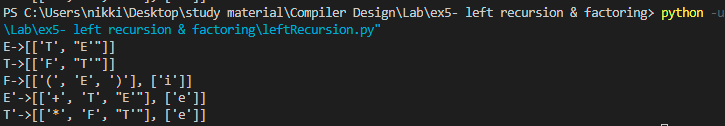 PS C:\Users\nikki\Desktop\study material\Compiler Design\Lab\ex5- left recursion & factoring> python -u
\Lab\ex5- left recursion & factoring\leftRecursion.py"
E->[['T', "E'"]]
T->[['F', "T'"]]
F->[['(', 'E', ')'], ['i']]
E'->[['+', 'T', "E'"], ['e']]
T'->[['*', 'F', "T'"], ['e']]